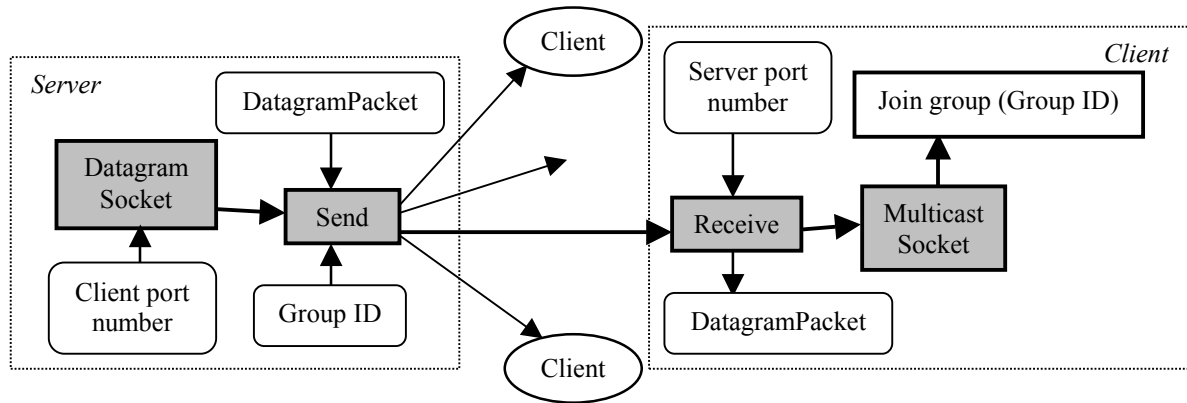 Client
Server
DatagramPacket
Datagram
Socket
Send
Client port
number
Group ID
Client
Client
Server port
number
Join group (Group ID)
Receive
Multicast
Socket
DatagramPacket